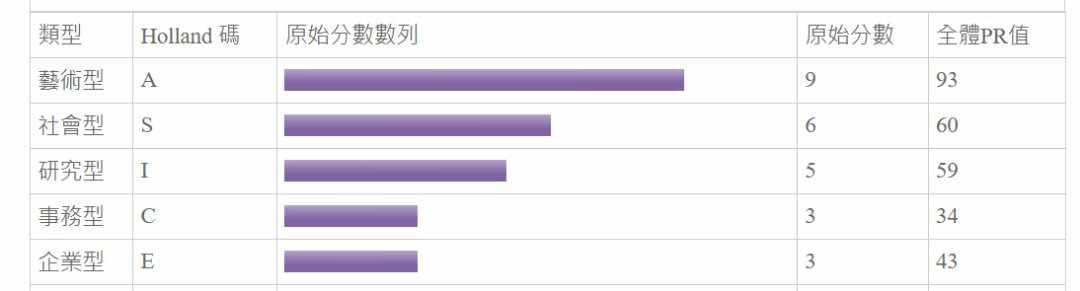 類型 Holland 碼 原始分數數列 原始分數 全體PR值
藝術型 A 9 93
社會型 S 6 60
研究型 I 5 59
事務型 C 3 34
企業型 E 3 43